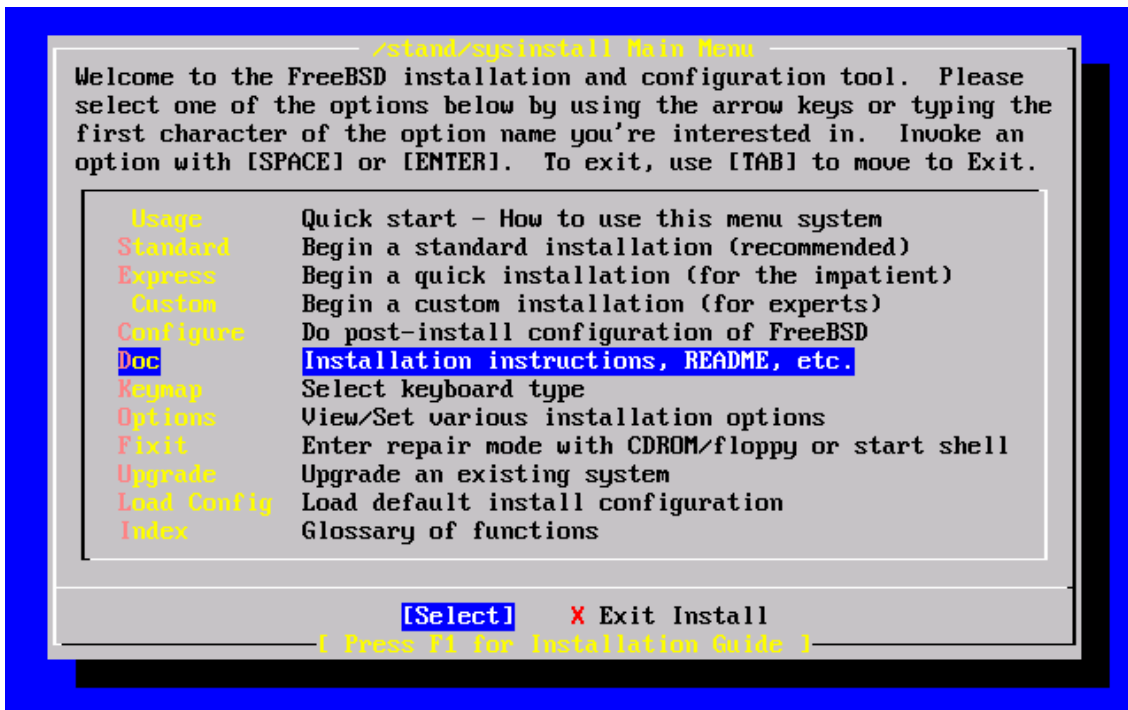 /stand/sysinstall Main Menu
Welcome to the FreeBSD installation and configuration tool.  Please
select one of the options below by using the arrow keys or typing the
first character of the option name you're interested in.  Invoke an
option with [SPACE] or [ENTER].  To exit, use [TAB] to move to Exit.
Usage Quick start - How to use this menu system
Standard Begin a standard installation (recommended)
Express Begin a quick installation (for the impatient)
Custom Begin a custom installation (for experts)
Configure Do post-install configuration of FreeBSD
Doc Installation instructions, README, etc.
Keymap Select keyboard type
Options View/Set various installation options
Fixit Enter repair mode with CDROM/floppy or start shell
Upgrade Upgrade an existing system
Load Config Load default install configuration
Index Glossary of functions
[Select] X Exit Install
[ Press F1 for Installation Guide ]